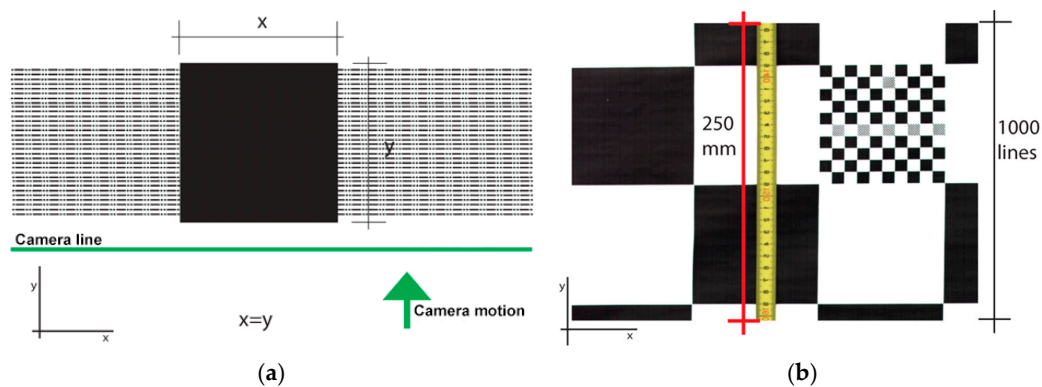 x
y
Camera line
y
x
x=y
Camera motion
(a)
250
mm
1000
lines
y
x
(b)